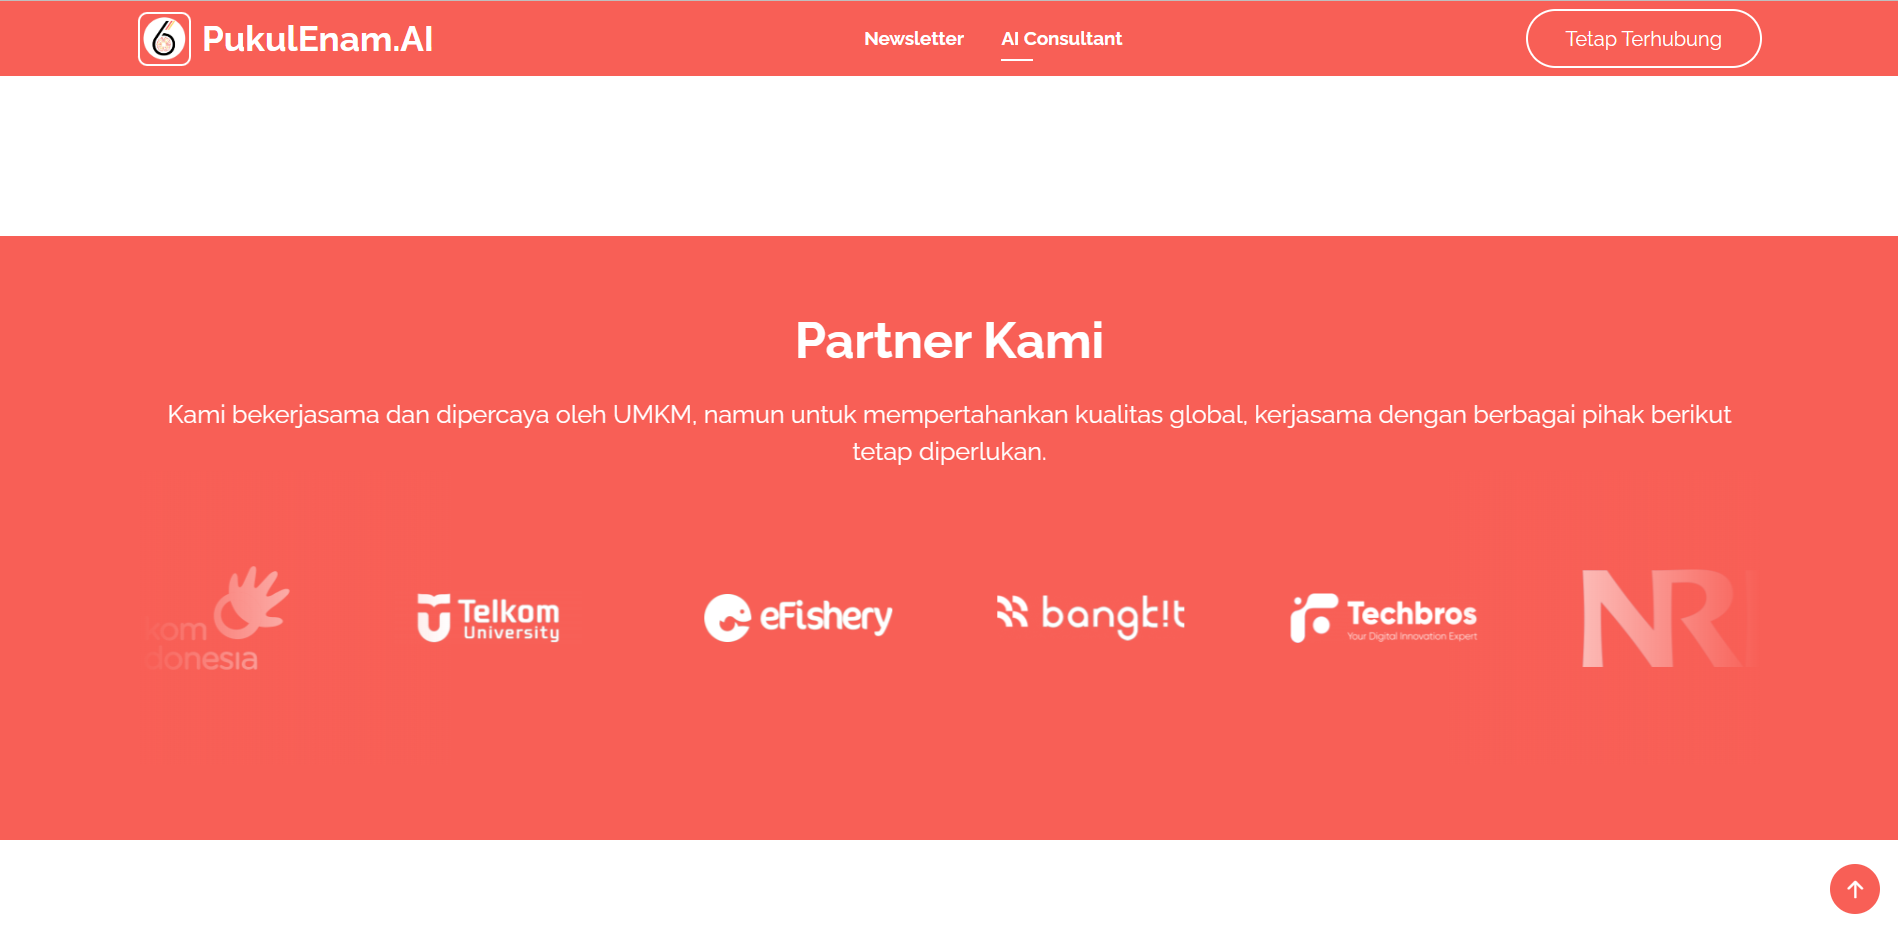 6 PukulEnam.AI
Newsletter
AI Consultant
Tetap Terhubung
Partner Kami
Kami bekerjasama dan dipercaya oleh UMKM, namun untuk mempertahankan kualitas global, kerjasama dengan berbagai pihak berikut
tetap diperlukan.
kom
donesia
Telkom
University
eFishery
bangk!t
Techbros
Your Digital Innovation Expert
NRI